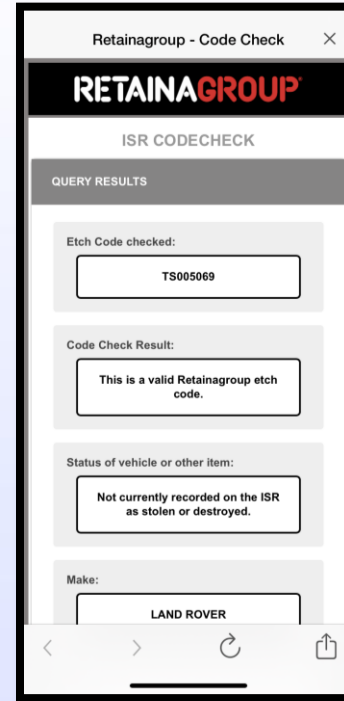 Retainagroup - Code Check
RETAINAGROUP
ISR CODECHECK
QUERY RESULTS
Etch Code checked:
TS005069
Code Check Result:
This is a valid Retainagroup etch
code.
Status of vehicle or other item:
Not currently recorded on the ISR
as stolen or destroyed.
Make:
LAND ROVER